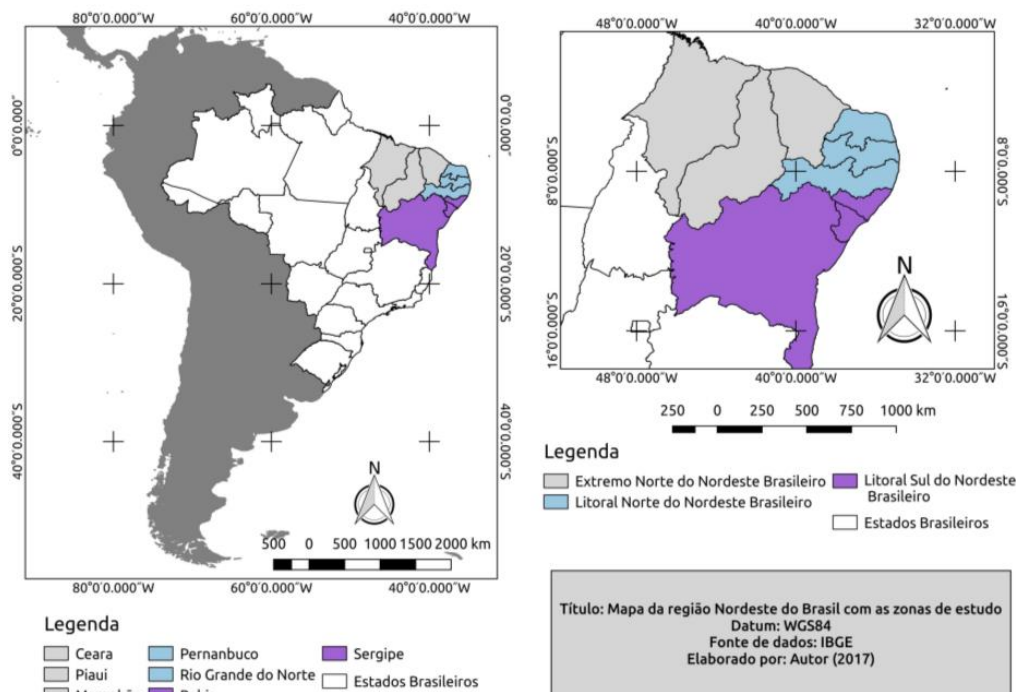 80°0'0.000"W 60°0'0.000"W 40°0'0.000"W
0°0'0.000" 0°0'0.000"
20°0'0.000"S 20°0'0.000"S
40°0'0.000"S 40°0'0.000"S
N
500 0 500 1000 1500 2000 km
80°0'0.000"W 60°0'0.000"W 40°0'0.000"W
Legenda
Ceara Pernambuco Sergipe
Piaui Rio Grande do Norte Estados Brasileiros
48°0'0.000"W 40°0'0.000"W 32°0'0.000"W
8°0'0.000"S 8°0'0.000"S
N
16°0'0.000"S 16°0'0.000"S
48°0'0.000"W 40°0'0.000"W 32°0'0.000"W
250 0 250 500 750 1000 km
Legenda
Extremo Norte do Nordeste Brasileiro Litoral Sul do Nordeste
Litoral Norte do Nordeste Brasileiro Brasileiro
Estados Brasileiros
Título: Mapa da região Nordeste do Brasil com as zonas de estudo
Datum: WGS84
Fonte de dados: IBGE
Elaborado por: Autor (2017)